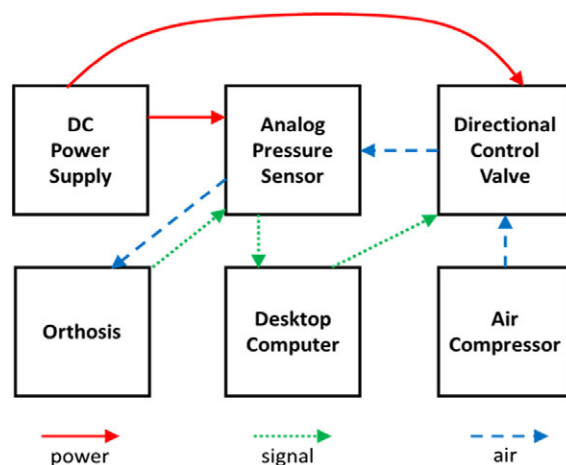 DC
Power
Supply
Analog
Pressure
Sensor
Directional
Control
Valve
Orthosis
Desktop
Computer
Air
Compressor
power
signal
air